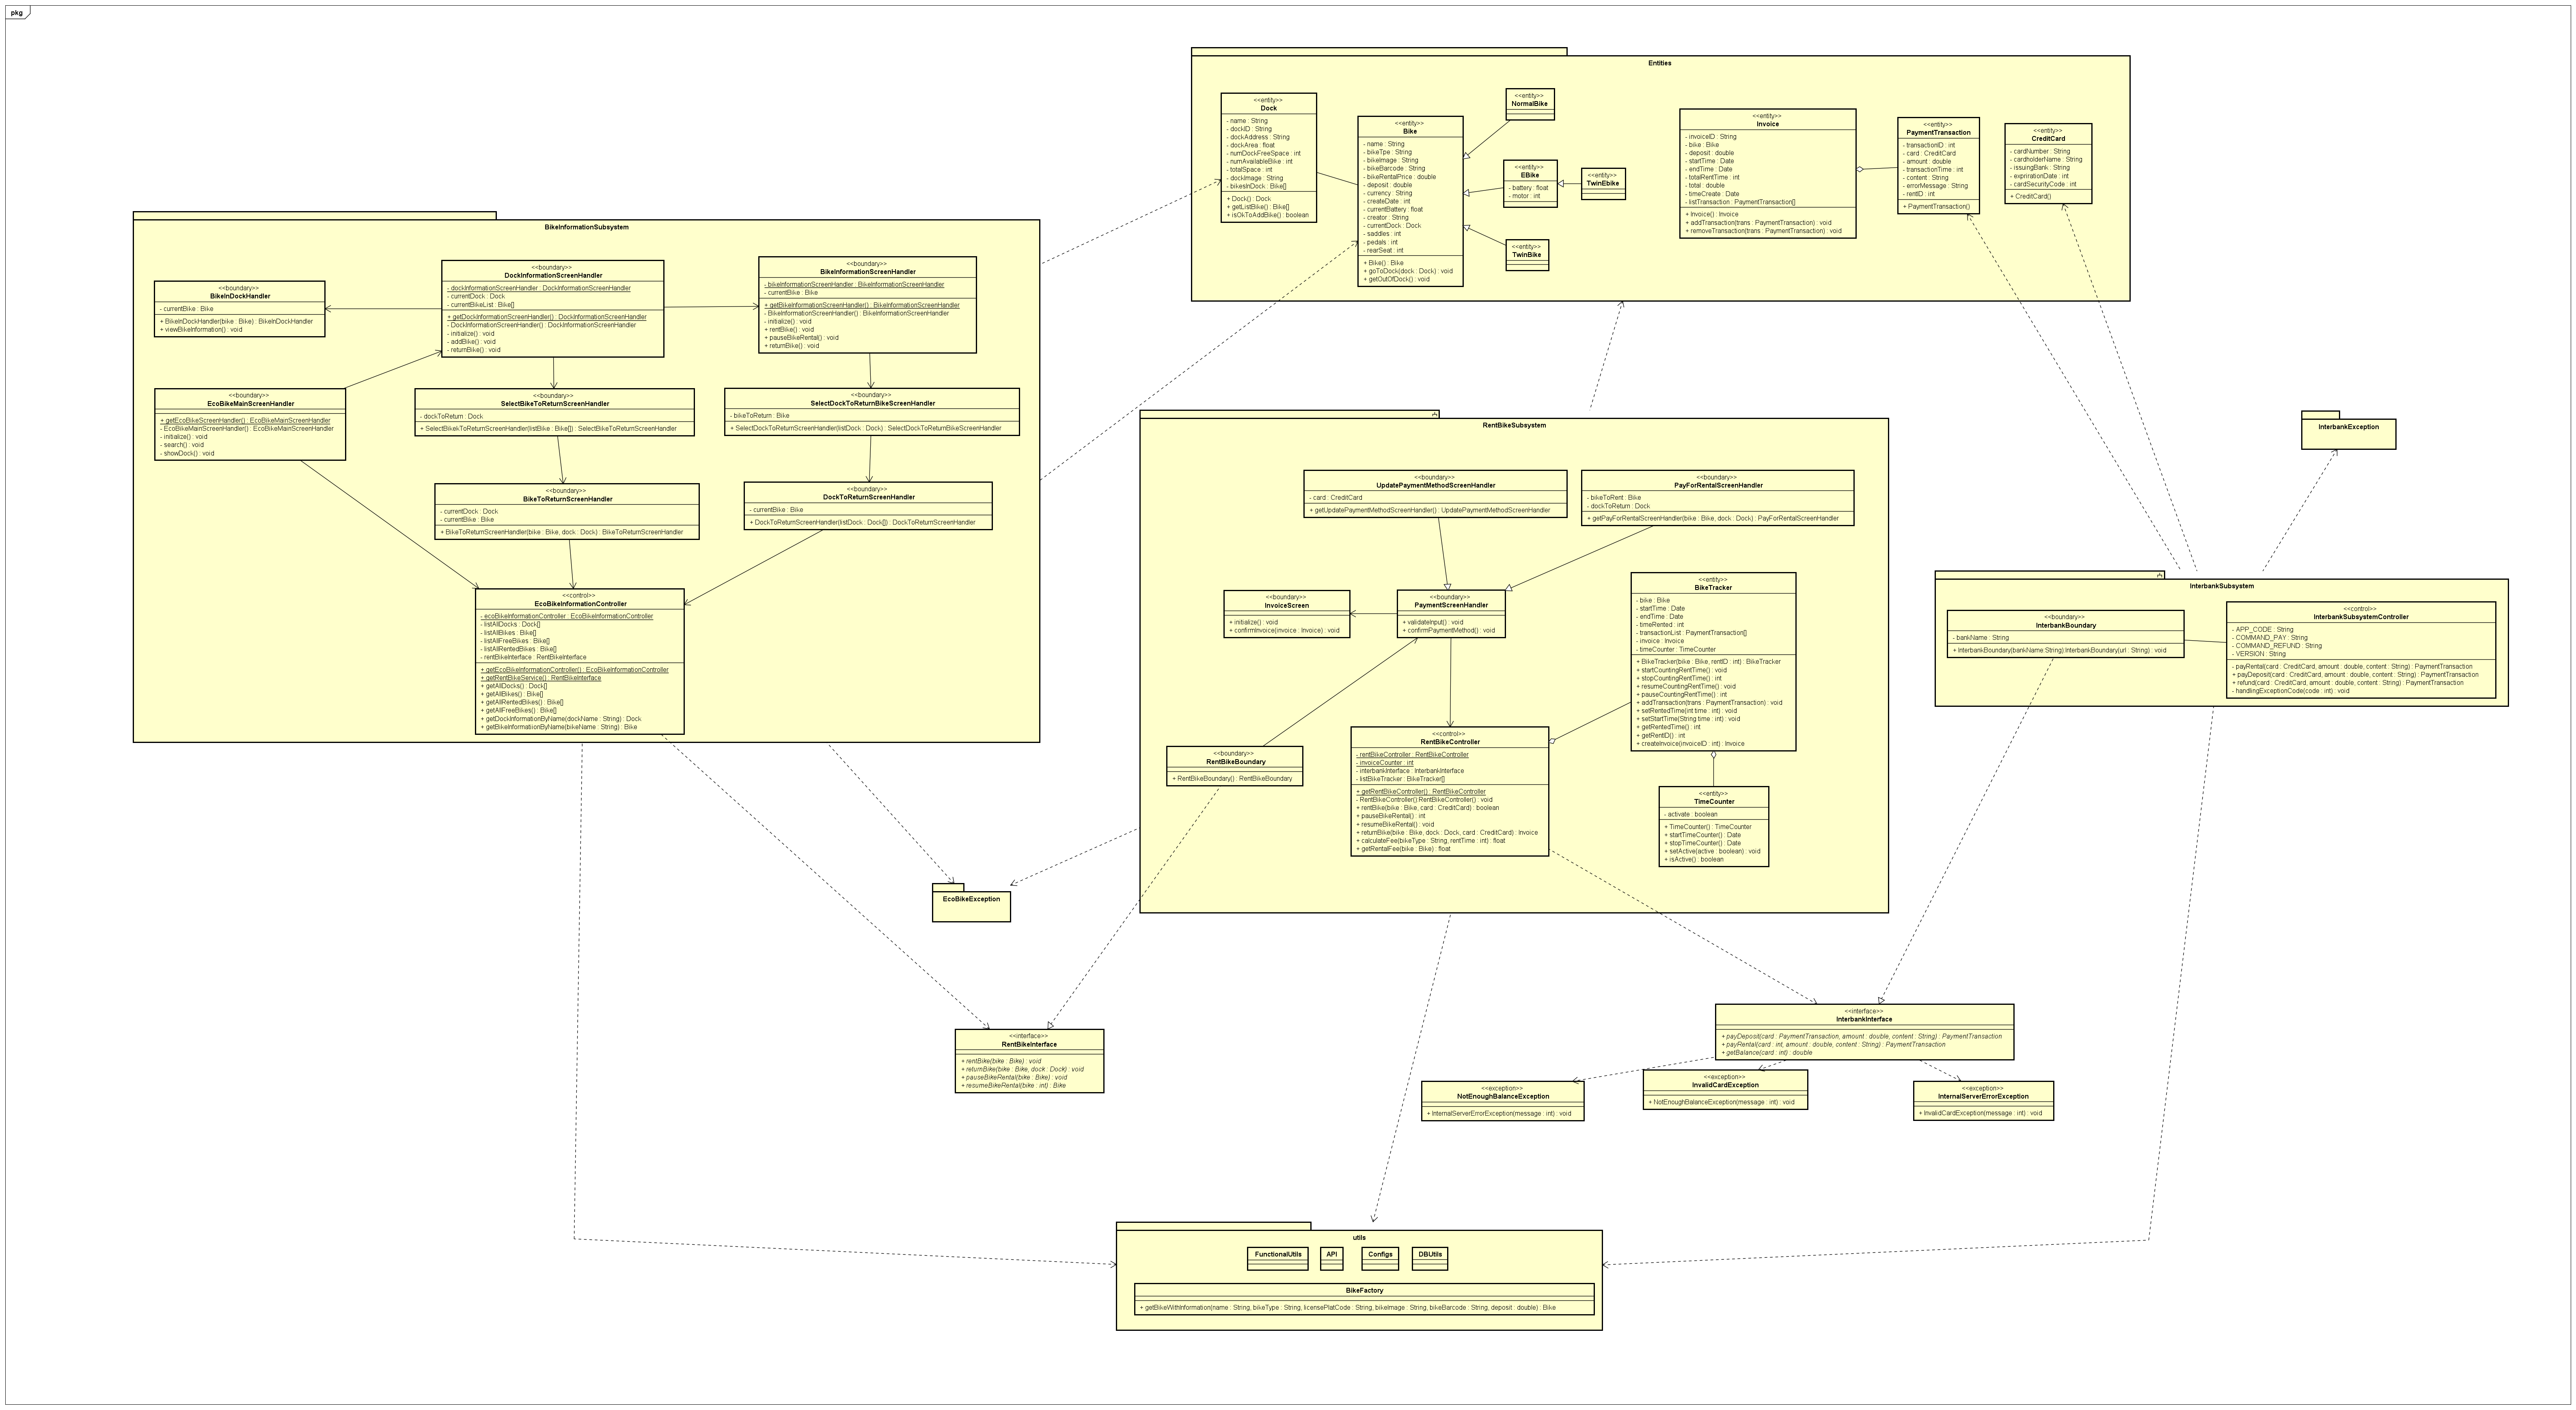 pkg
Entities
<<entity>>
Dock
- name : String
- dockID : String
- dockAddress : String
- dockArea : float
- numDockFreeSpace : int
- numAvailableBike : int
- totalSpace : int
- dockImage : String
- bikesInDock : Bike[]
+ Dock() : Dock
+ getListBike() : Bike[]
+ isOkToAddBike() : boolean
<<entity>>
Bike
- name : String
- bikeTpe : String
- bikeImage : String
- bikeBarcode : String
- bikeRentalPrice : double
- deposit : double
- currency : String
- createDate : int
- currentBattery : float
- creator : String
- currentDock : Dock
- saddles : int
- pedals : int
- rearSeat : int
+ Bike() : Bike
+ goToDock(dock : Dock) : void
+ getOutOfDock() : void
<<entity>>
NormalBike
<<entity>>
EBike
- battery : float
- motor : int
<<entity>>
TwinEbike
<<entity>>
TwinBike
<<entity>>
Invoice
- invoiceID : String
- bike : Bike
- deposit : double
- startTime : Date
- endTime : Date
- totalRentTime : int
- total : double
- timeCreate : Date
- listTransaction : PaymentTransaction[]
+ Invoice() : Invoice
+ addTransaction(trans : PaymentTransaction) : void
+ removeTransaction(trans : PaymentTransaction) : void
<<entity>>
PaymentTransaction
- transactionID : int
- card : CreditCard
- amount : double
- transactionTime : int
- content : String
- errorMessage : String
- rentID : int
+ PaymentTransaction()
<<entity>>
CreditCard
- cardNumber : String
- cardholderName : String
- issuingBank : String
- expirationDate : int
- cardSecurityCode : int
+ CreditCard()
BikeInformationSubsystem
<<boundary>>
BikeInDockHandler
- currentBike : Bike
+ BikeInDockHandler(bike : Bike) : BikeInDockHandler
+ viewBikeInformation() : void
<<boundary>>
DockInformationScreenHandler
- dockInformationScreenHandler : DockInformationScreenHandler
- currentDock : Dock
- currentBikeList : Bike[]
+ getDockInformationScreenHandler() : DockInformationScreenHandler
- DockInformationScreenHandler() : DockInformationScreenHandler
- initialize() : void
- addBike() : void
- returnBike() : void
<<boundary>>
BikeInformationScreenHandler
- bikeInformationScreenHandler : BikeInformationScreenHandler
- currentBike : Bike
+ getBikeInformationScreenHandler() : BikeInformationScreenHandler
- BikeInformationScreenHandler() : BikeInformationScreenHandler
- initialize() : void
+ rentBike() : void
+ pauseBikeRental() : void
+ returnBike() : void
<<boundary>>
EcoBikeMainScreenHandler
+ getEcoBikeScreenHandler() : EcoBikeMainScreenHandler
- EcoBikeMainScreenHandler() : EcoBikeMainScreenHandler
- initialize() : void
- search() : void
- showDock() : void
<<boundary>>
SelectBikeToReturnScreenHandler
- dockToReturn : Dock
+ SelectBikekToReturnScreenHandler(listBike : Bike[]) : SelectBikeToReturnScreenHandler
<<boundary>>
SelectDockToReturnBikeScreenHandler
- bikeToReturn : Bike
+ SelectDockToReturnScreenHandler(listDock : Dock) : SelectDockToReturnBikeScreenHandler
<<boundary>>
BikeToReturnScreenHandler
- currentDock : Dock
- currentBike : Bike
+ BikeToReturnScreenHandler(bike : Bike, dock : Dock) : BikeToReturnScreenHandler
<<boundary>>
DockToReturnScreenHandler
- currentBike : Bike
+ DockToReturnScreenHandler(listDock : Dock[]) : DockToReturnScreenHandler
<<control>>
EcoBikeInformationController
- ecoBikeInformationController : EcoBikeInformationController
- listAllDocks : Dock[]
- listAllBikes : Bike[]
- listAllFreeBikes : Bike[]
- listAllRentedBikes : Bike[]
- rentBikeInterface : RentBikeInterface
+ getEcoBikeInformationController() : EcoBikeInformationController
+ getRentBikeService() : RentBikeInterface
+ getAllDocks() : Dock[]
+ getAllBikes() : Bike[]
+ getAllRentedBikes() : Bike[]
+ getAllFreeBikes() : Bike[]
+ getDockInformationByName(dockName : String) : Dock
+ getBikeInformationByName(bikeName : String) : Bike
RentBikeSubsystem
<<boundary>>
UpdatePaymentMethodScreenHandler
- card : CreditCard
+ getUpdatePaymentMethodScreenHandler() : UpdatePaymentMethodScreenHandler
<<boundary>>
PayForRentalScreenHandler
- bikeToRent : Bike
- dockToReturn : Dock
+ getPayForRentalScreenHandler(bike : Bike, dock : Dock) : PayForRentalScreenHandler
<<boundary>>
InvoiceScreen
+ initialize() : void
+ confirmInvoice(invoice : Invoice) : void
<<boundary>>
PaymentScreenHandler
+ validateInput() : void
+ confirmPaymentMethod() : void
<<entity>>
BikeTracker
- bike : Bike
- startTime : Date
- endTime : Date
- timeRented : int
- transactionList : PaymentTransaction[]
- invoice : Invoice
- timeCounter : TimeCounter
+ BikeTracker(bike : Bike, rentID : int) : BikeTracker
+ startCountingRentTime() : void
+ stopCountingRentTime() : int
+ resumeCountingRentTime() : void
+ pauseCountingRentTime() : int
+ addTransaction(trans : PaymentTransaction) : void
+ setRentedTime(int time : int) : void
+ setStartTime(String time : int) : void
+ getRentedTime() : int
+ getRentID() : int
+ createInvoice(invoiceID : int) : Invoice
<<boundary>>
RentBikeBoundary
+ RentBikeBoundary() : RentBikeBoundary
<<control>>
RentBikeController
- rentBikeController : RentBikeController
- invoiceCounter : int
- interbankInterface : InterbankInterface
- listBikeTracker : BikeTracker[]
+ getRentBikeController() : RentBikeController
- RentBikeController():RentBikeController() : void
+ rentBike(bike : Bike, card : CreditCard) : boolean
+ pauseBikeRental() : int
+ resumeBikeRental() : void
+ returnBike(bike : Bike, dock : Dock, card : CreditCard) : Invoice
+ calculateFee(bikeType : String, rentTime : int) : float
+ getRentalFee(bike : Bike) : float
<<entity>>
TimeCounter
- activate : boolean
+ TimeCounter() : TimeCounter
+ startTimeCounter() : Date
+ stopTimeCounter() : Date
+ setActive(active : boolean) : void
+ isActive() : boolean
InterbankException
InterbankSubsystem
<<boundary>>
InterbankBoundary
- bankName : String
+ InterbankBoundary(bankName:String):InterbankBoundary(url : String) : void
<<control>>
InterbankSubsystemController
- APP_CODE : String
- COMMAND_PAY : String
- COMMAND_REFUND : String
- VERSION : String
- payRental(card : CreditCard, amount : double, content : String) : PaymentTransaction
+ payDeposit(card : CreditCard, amount : double, content : String) : PaymentTransaction
+ refund(card : CreditCard, amount : double, content : String) : PaymentTransaction
- handlingExceptionCode(code : int) : void
EcoBikeException
<<interface>>
RentBikeInterface
+ rentBike(bike : Bike) : void
+ returnBike(bike : Bike, dock : Dock) : void
+ pauseBikeRental(bike : Bike) : void
+ resumeBikeRental(bike : int) : Bike
<<interface>>
InterbankInterface
+ payDeposit(card : PaymentTransaction, amount : double, content : String) : PaymentTransaction
+ payRental(card : int, amount : double, content : String) : PaymentTransaction
+ getBalance(card : int) : double
<<exception>>
NotEnoughBalanceException
+ InternalServerErrorException(message : int) : void
<<exception>>
InvalidCardException
+ NotEnoughBalanceException(message : int) : void
<<exception>>
InternalServerErrorException
+ InvalidCardException(message : int) : void
utils
FunctionalUtils
API
Configs
DBUtils
BikeFactory
+ getBikeWithInformation(name : String, bikeType : String, licensePlatCode : String, bikeImage : String, bikeBarcode : String, deposit : double) : Bike